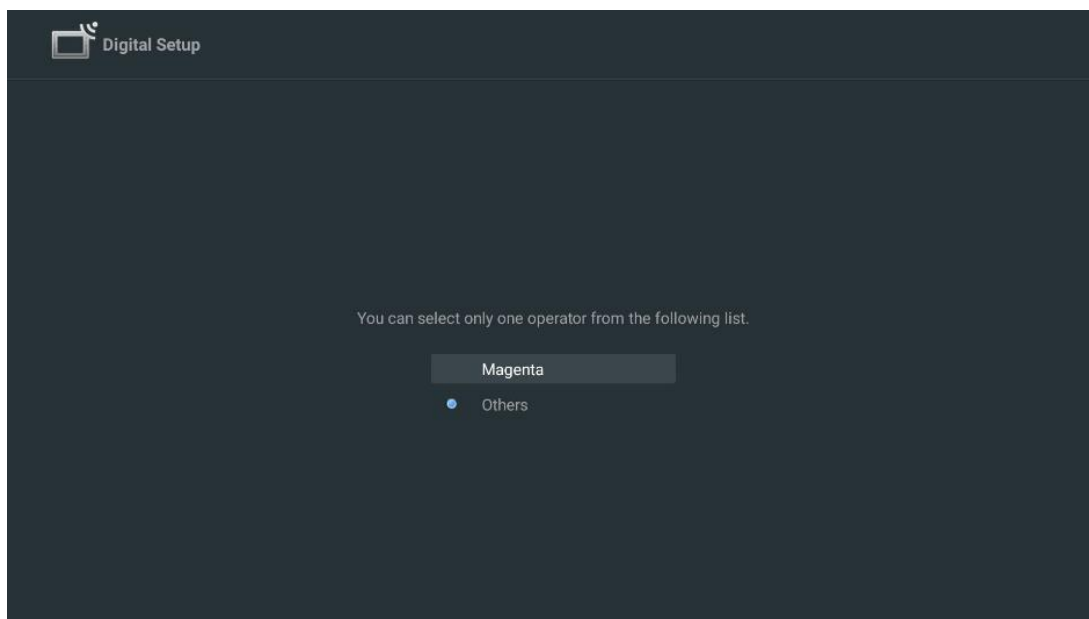 Digital Setup
You can select only one operator from the following list.
Magenta
Others